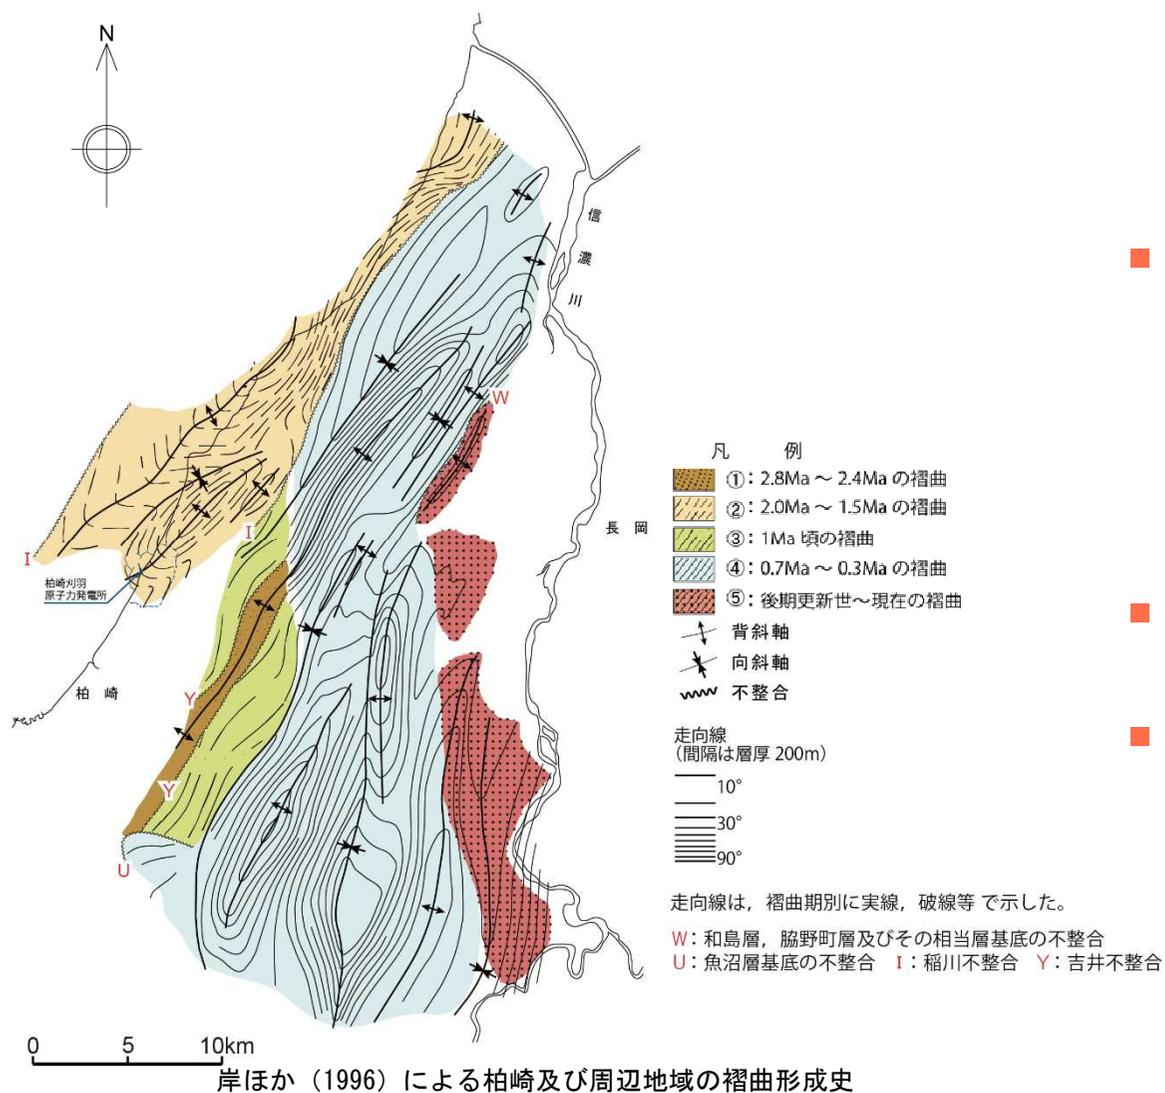 N
信
濃
川
W
長 岡
I
I
柏崎刈羽
原子力発電所
柏 崎
Y
Y
U
凡 例
①：2.8Ma ～ 2.4Ma の褶曲
②：2.0Ma～ 1.5Ma の褶曲
③：1Ma 頃の褶曲
④：0.7Ma ～ 0.3Ma の褶曲
⑤：後期更新世～現在の褶曲
背斜軸
向斜軸
不整合
走向線
（間隔は層厚 200m）
10°
30°
90°
走向線は，褶曲期別に実線，破線等 で示した。
W：和島層，脇野町層及びその相当層基底の不整合
U：魚沼層基底の不整合 I：稲川不整合 Y：吉井不整合
0 5 10km
岸ほか（1996）による柏崎及び周辺地域の褶曲形成史